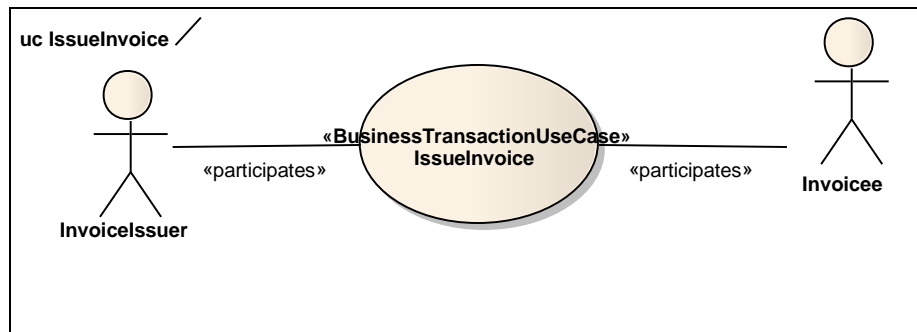 uc IssueInvoice
«BusinessTransactionUseCase»
IssueInvoice
«participates»
«participates»
InvoiceIssuer
Invoicee